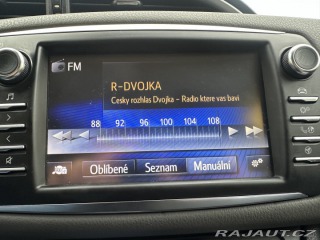 FM
R-DVOJKA
Cesky rozhlas Dvojka – Radio ktere vas bavi
88 92 96 100 104 108
Oblíbené Seznam Manuální
RAJAUT.CZ